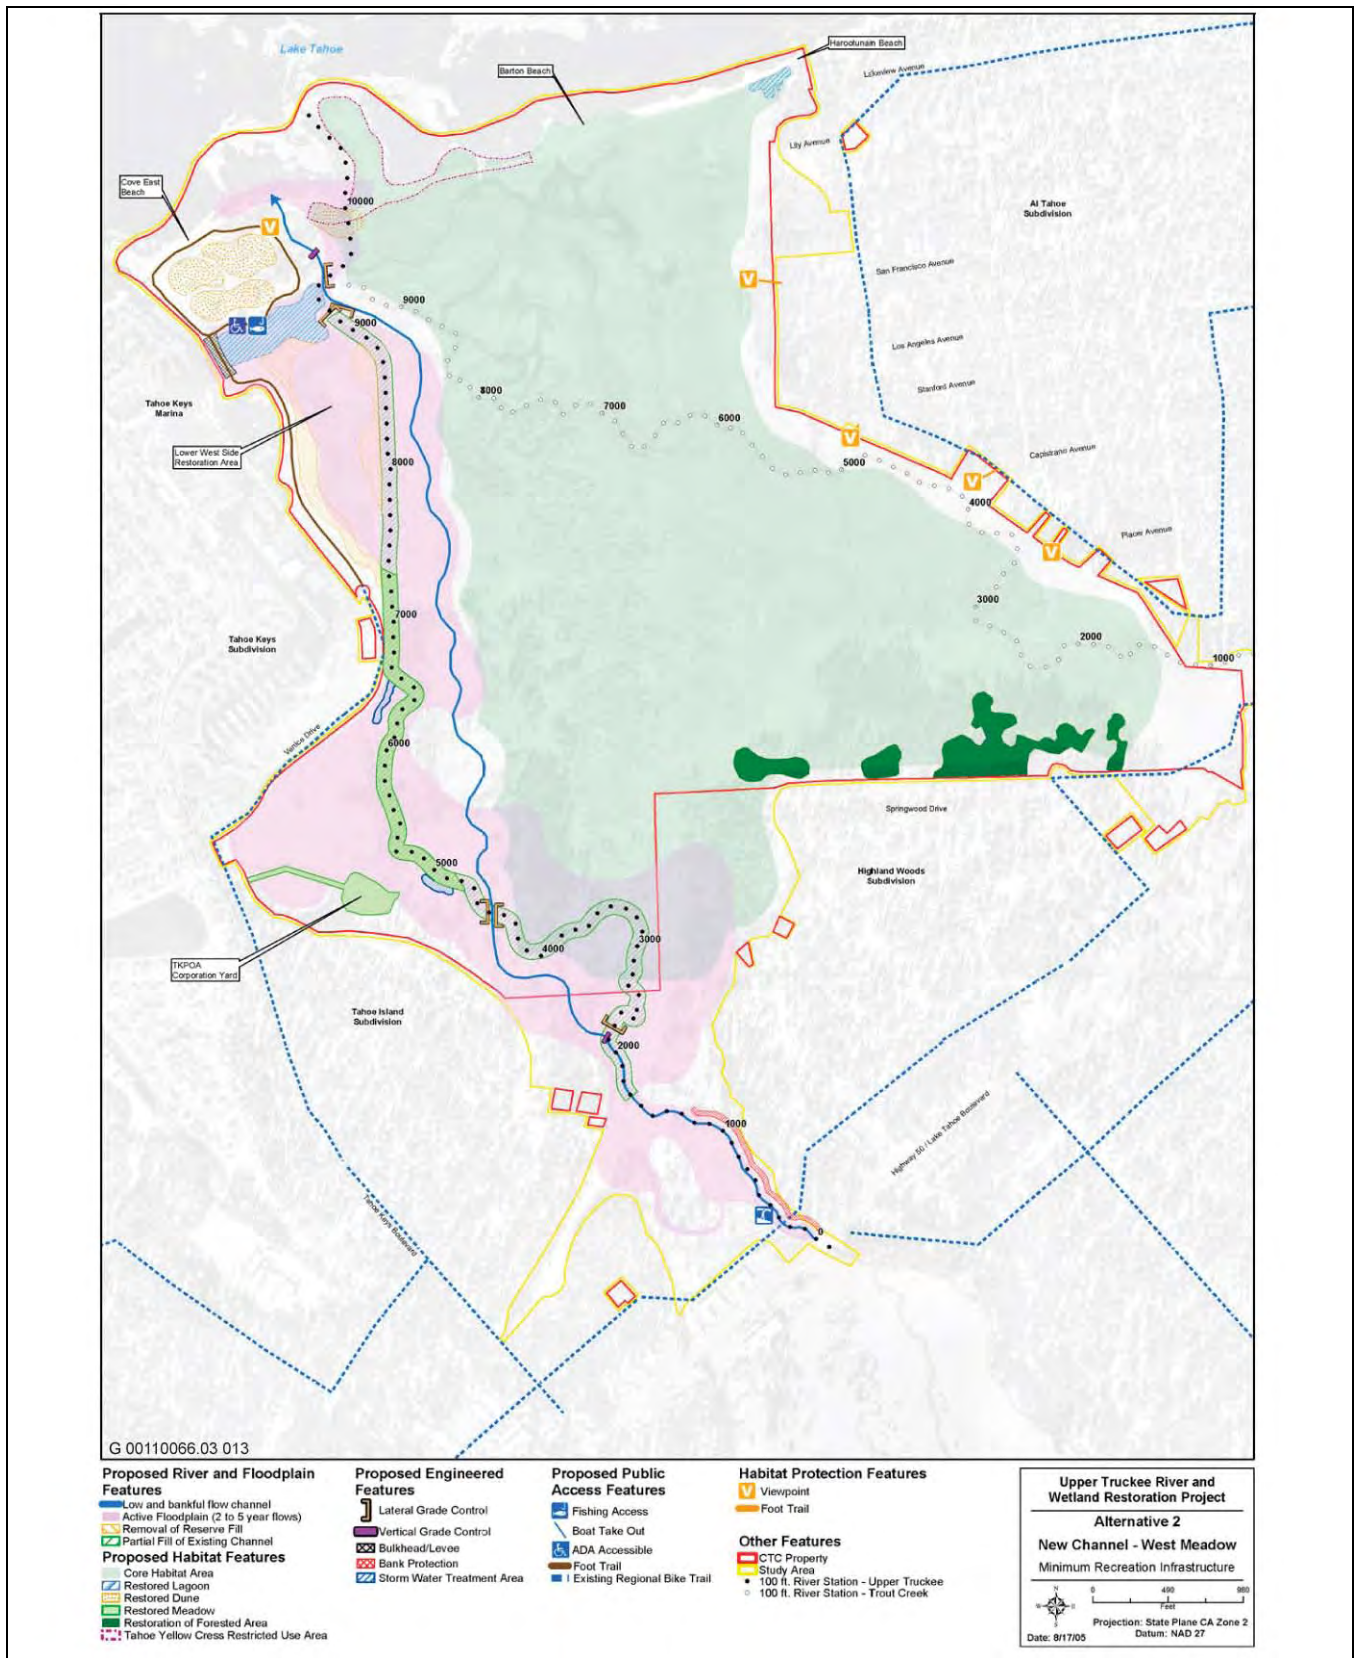 Lake Tahoe
Harootunain Beach
Barton Beach
Lakeview Avenue
Lily Avenue
Cove East
Beach
10000
Al Tahoe
Subdivision
San Francisco Avenue
9000
9000
Los Angeles Avenue
Stanford Avenue
8000
7000
6000
Tahoe Keys
Marina
Lower West Side
Restoration Area
8000
5000
Capistrano Avenue
4000
Placer Avenue
3000
7000
2000
1000
Tahoe Keys
Subdivision
Venice Drive
6000
Springwood Drive
5000
Highland Woods
Subdivision
4000
3000
TKPOA
Corporation Yard
Tahoe Island
Subdivision
2000
1000
Highway 50 / Lake Tahoe Boulevard
Tahoe Keys Boulevard
0
G 00110066.03 013
Proposed River and Floodplain
Features
Low and bankful flow channel
Active Floodplain (2 to 5 year flows)
Removal of Reserve Fill
Partial Fill of Existing Channel
Proposed Habitat Features
Core Habitat Area
Restored Lagoon
Restored Dune
Restored Meadow
Restoration of Forested Area
Tahoe Yellow Cress Restricted Use Area
Proposed Engineered
Features
Lateral Grade Control
Vertical Grade Control
Bulkhead/Levee
Bank Protection
Storm Water Treatment Area
Proposed Public
Access Features
Fishing Access
Boat Take Out
ADA Accessible
Foot Trail
Existing Regional Bike Trail
Habitat Protection Features
V Viewpoint
Foot Trail
Other Features
CTC Property
Study Area
100 ft. River Station - Upper Truckee
100 ft. River Station - Trout Creek
Upper Truckee River and
Wetland Restoration Project
Alternative 2
New Channel - West Meadow
Minimum Recreation Infrastructure
N
W E
S
0 490 980
Feet
Projection: State Plane CA Zone 2
Datum: NAD 27
Date: 8/17/05